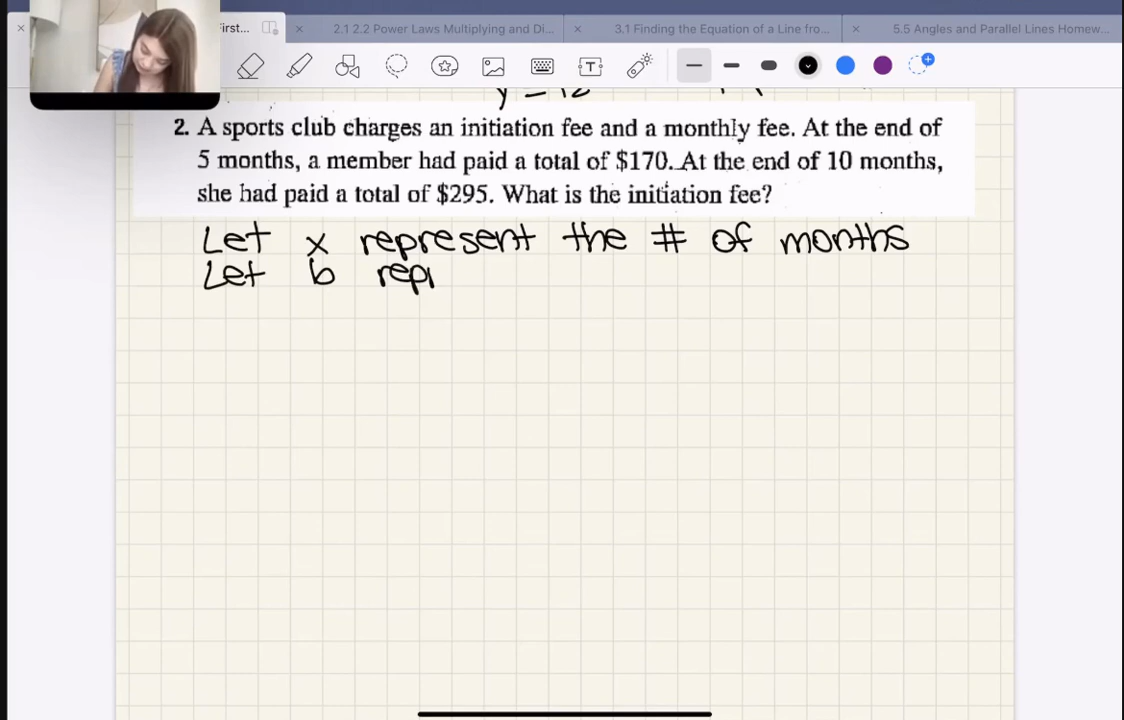 irst...
2.1 2.2 Power Laws Multiplying and Di...
3.1 Finding the Equation of a Line fro...
5.5 Angles and Parallel Lines Homew...
2. A sports club charges an initiation fee and a monthly fee. At the end of
5 months, a member had paid a total of $170. At the end of 10 months,
she had paid a total of $295. What is the initiation fee?
Let x represent the # of months
Let b repr